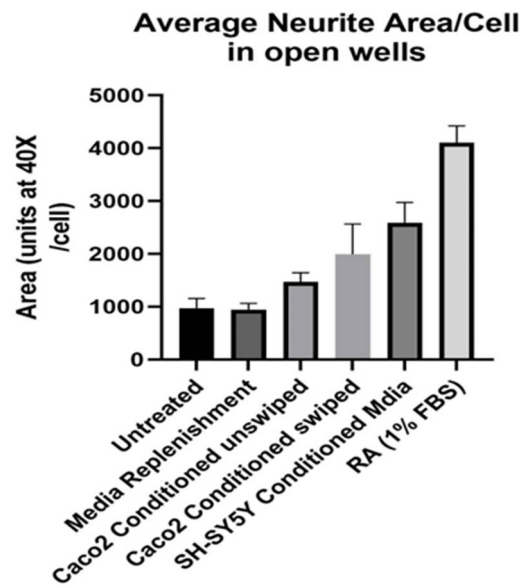 Average Neurite Area/Cell
in open wells
Area (units at 40X
/cell)
5000
4000
3000
2000
1000
0
Untreated
Media Replenishment
Caco2 Conditioned unswiped
Caco2 Conditioned swiped
SH-SY5Y Conditioned Mdia
RA (1% FBS)